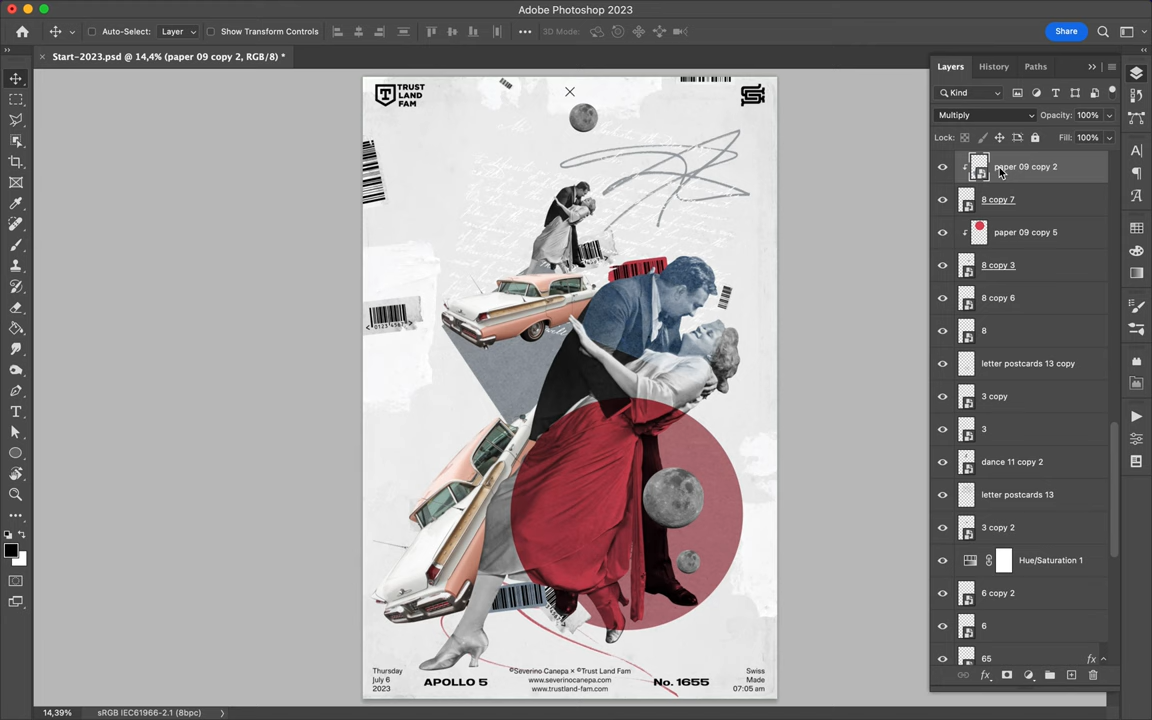 Adobe Photoshop 2023
Auto-Select: Layer Show Transform Controls 3D Mode: Share
Start-2023.psd @ 14,4% (paper 09 copy 2, RGB/8) *
Layers History Paths
Kind
Multiply Opacity: 100%
Lock: Fill: 100%
paper 09 copy 2
8 copy 7
paper 09 copy 5
8 copy 3
8 copy 6
8
letter postcards 13 copy
3 copy
3
dance 11 copy 2
letter postcards 13
3 copy 2
Hue/Saturation 1
6 copy 2
6
65 fx
TRUST
LAND
FAM
<0123 4567>
Thursday
July 6
2023
APOLLO 5
©Severino Canepa × ©Trust Land Fam
www.severinocanepa.com
www.trustland-fam.com
No. 1655
Swiss
Made
07:05 am
14,39% sRGB IEC61966-2.1 (8bpc)